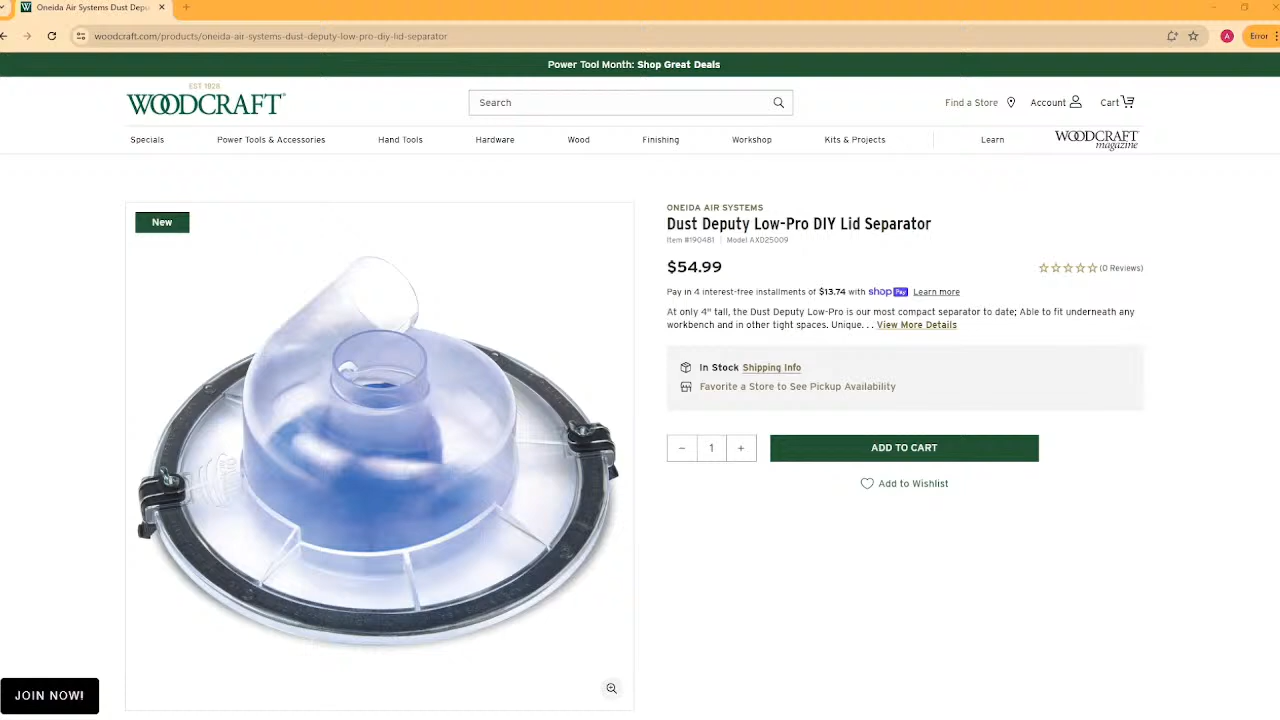 Oneida Air Systems Dust Depu
woodcraft.com/products/oneida-air-systems-dust-deputy-low-pro-diy-lid-separator
A
Error
Power Tool Month: Shop Great Deals
EST 1928
WOODCRAFT
Search
Find a Store
Account
Cart
Specials
Power Tools & Accessories
Hand Tools
Hardware
Wood
Finishing
Workshop
Kits & Projects
Learn
WOODCRAFT
magazine
New
ONEIDA AIR SYSTEMS
Dust Deputy Low-Pro DIY Lid Separator
Item #190481 | Model AXD25009
$54.99
(0 Reviews)
Pay in 4 interest-free installments of $13.74 with shop Pay Learn more
At only 4" tall, the Dust Deputy Low-Pro is our most compact separator to date; Able to fit underneath any
workbench and in other tight spaces. Unique. . . View More Details
In Stock Shipping Info
Favorite a Store to See Pickup Availability
− 1 +
ADD TO CART
Add to Wishlist
JOIN NOW!